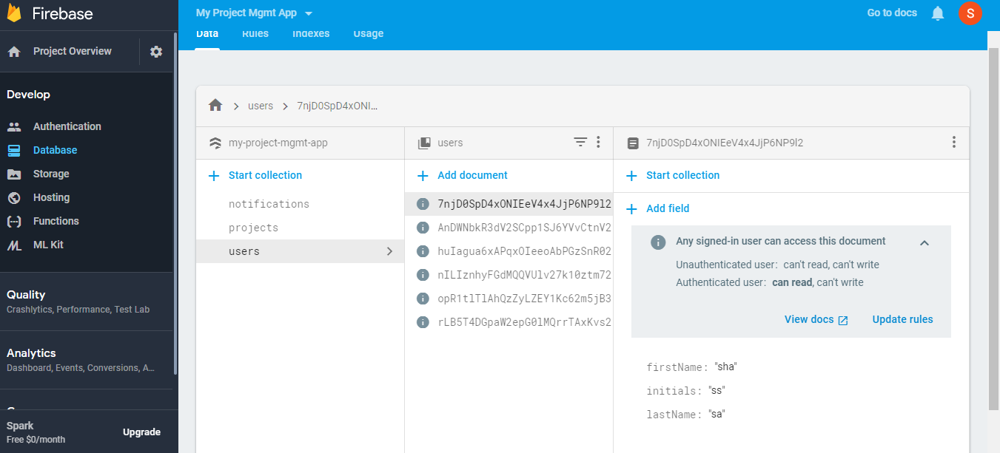 Firebase
My Project Mgmt App
Go to docs
S
Data Rules Indexes Usage
Project Overview
Develop
Authentication
Database
Storage
Hosting
Functions
ML Kit
Quality
Crashlytics, Performance, Test Lab
Analytics
Dashboard, Events, Conversions, A...
Spark
Free $0/month
Upgrade
users
7njD0SpD4xONI...
my-project-mgmt-app
Start collection
notifications
projects
users
users
Add document
7njD0SpD4xONIEeV4x4JjP6NP9l2
AnDWNbkR3dV2SCpp1SJ6YVvCtnV2
huIagua6xAPqxOIeeoAbPGzSnR02
nILIznhyFGdMQQVUlv27k10ztm72
opR1tlTlAhQzZyLZEY1Kc62m5jB3
rLB5T4DGpaW2epG0lMQrrTAxKvs2
7njD0SpD4xONIEeV4x4JjP6NP9l2
Start collection
Add field
Any signed-in user can access this document
Unauthenticated user: can't read, can't write
Authenticated user: can read, can't write
View docs
Update rules
firstName: "sha"
initials: "ss"
lastName: "sa"